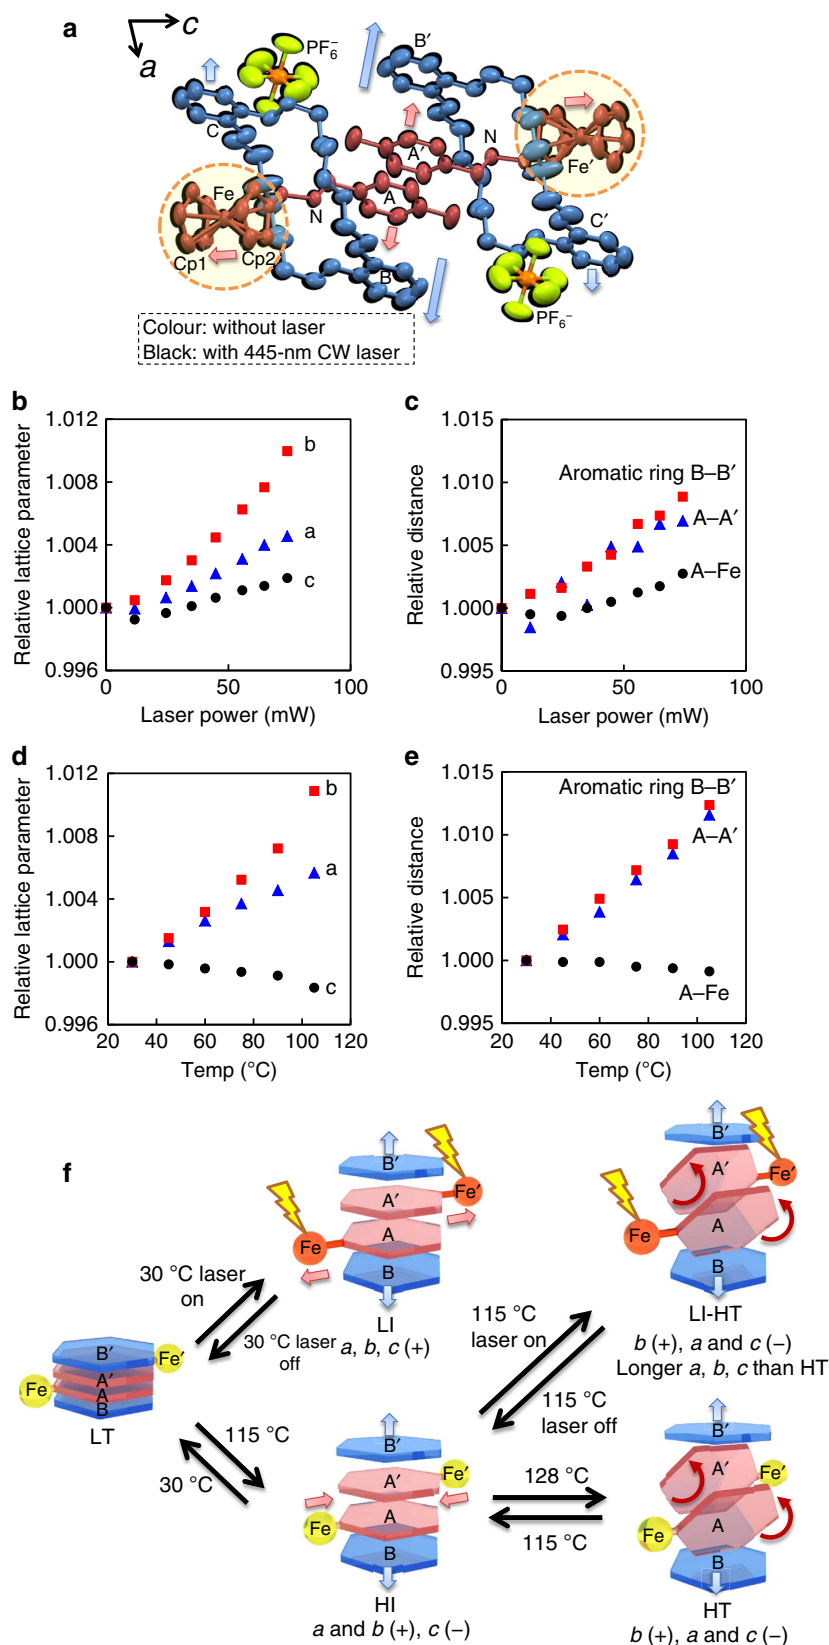 a
c
a
PF6−
B′
C
A′
N
Fe′
Fe
A
N
C′
Cp1
Cp2
B
PF6−
Colour: without laser
Black: with 445-nm CW laser
b
Relative lattice parameter
1.012
1.008
1.004
1.000
0.996
b
a
c
0
50
100
Laser power (mW)
c
Relative distance
1.015
1.010
1.005
1.000
0.995
Aromatic ring B–B′
A–A′
A–Fe
0
50
100
Laser power (mW)
d
Relative lattice parameter
1.012
1.008
1.004
1.000
0.996
b
a
c
20 40 60 80 100 120
Temp (°C)
e
Relative distance
1.015
1.010
1.005
1.000
0.995
Aromatic ring B–B′
A–A′
A–Fe
20 40 60 80 100 120
Temp (°C)
f
B′
Fe′
A′
A
Fe
B
LT
30 °C laser
on
30 °C laser
off
115 °C
30 °C
B′
Fe′
A′
A
Fe
B
LI
a, b, c (+)
B′
Fe′
A′
A
Fe
B
HI
a and b (+), c (−)
115 °C
laser on
115 °C
laser off
128 °C
115 °C
B′
Fe′
A′
A
Fe
B
LI-HT
b (+), a and c (−)
Longer a, b, c than HT
B′
A′
Fe′
A
Fe
B
HT
b (+), a and c (−)